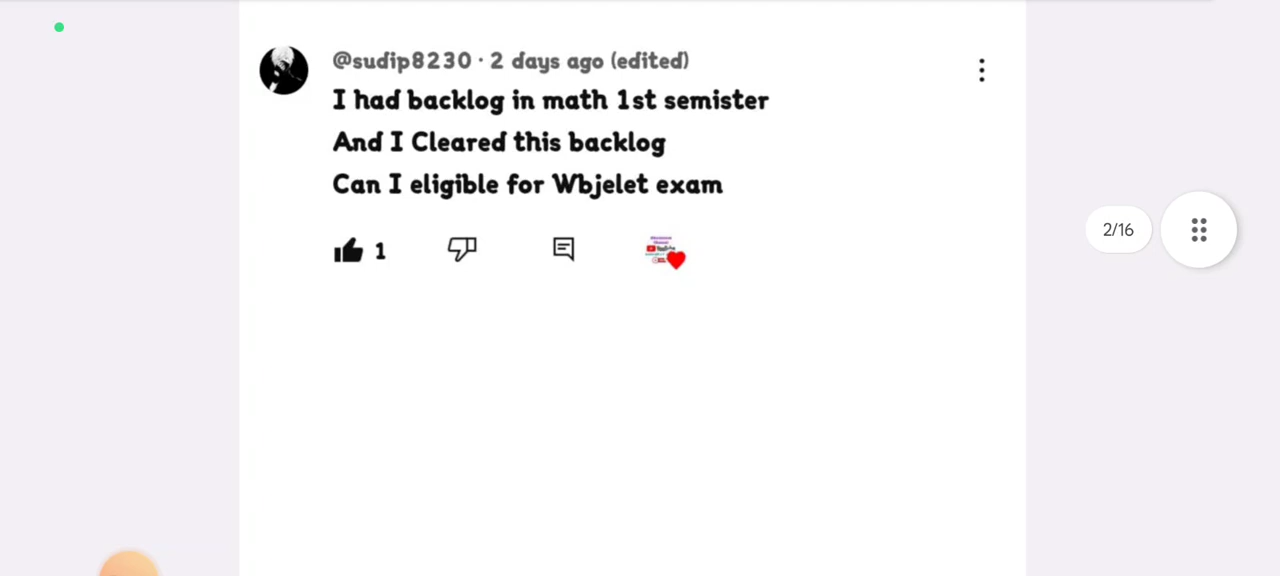 @sudip8230 · 2 days ago (edited)
I had backlog in math 1st semister
And I Cleared this backlog
Can I eligible for Wbjelet exam
1
2/16